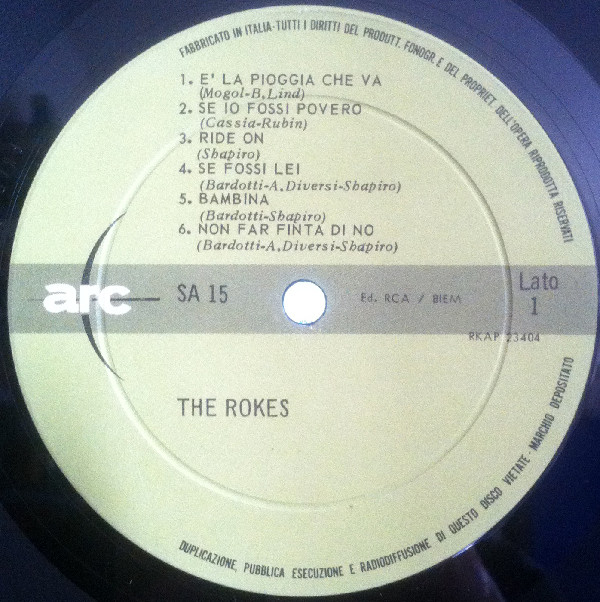 FABBRICATO IN ITALIA-TUTTI I DIRITTI DEL PRODUTT. FONOGR. E DEL PROPRIET. DELL'OPERA RIPRODOTTA RISERVATI
1. E' LA PIOGGIA CHE VA
(Mogol-B,Lind)
2. SE IO FOSSI POVERO
(Cassia-Rubin)
3. RIDE ON
(Shapiro)
4. SE FOSSI LEI
(Bardotti-A,Diversi-Shapiro)
5. BAMBINA
(Bardotti-Shapiro)
6. NON FAR FINTA DI NO
(Bardotti-A,Diversi-Shapiro)
arc SA 15 Ed. RCA / BIEM Lato
1
RKAP 23404
THE ROKES
DUPLICAZIONE, PUBBLICA ESECUZIONE E RADIODIFFUSIONE DI QUESTO DISCO VIETATE - MARCHIO DEPOSITATO